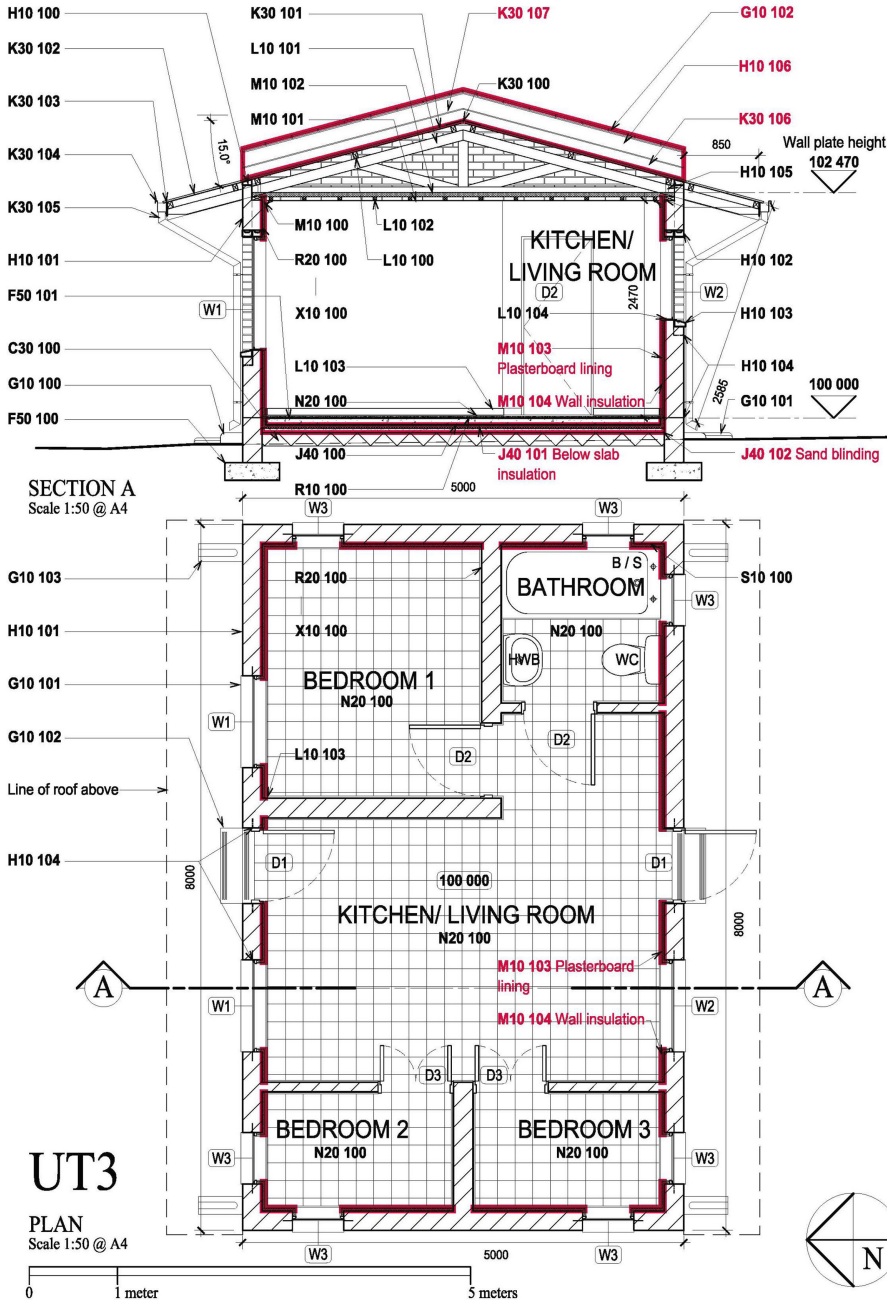 H10 100
K30 101
K30 107
G10 102
K30 102
L10 101
H10 106
K30 103
M10 102
K30 100
K30 106
K30 104
M10 101
15.0°
850
Wall plate height
102 470
H10 105
K30 105
M10 100
L10 102
KITCHEN/
LIVING ROOM
H10 101
R20 100
L10 100
H10 102
D2
2470
F50 101
W1
X10 100
L10 104
W2
H10 103
C30 100
L10 103
M10 103
Plasterboard lining
H10 104
G10 100
N20 100
M10 104 Wall insulation
2585
G10 101
100 000
F50 100
J40 100
J40 101 Below slab
insulation
J40 102 Sand blinding
SECTION A
Scale 1:50 @ A4
R10 100
5000
W3
W3
G10 103
R20 100
B / S
BATHROOM
S10 100
W3
H10 101
X10 100
N20 100
HWB
WC
G10 101
BEDROOM 1
N20 100
W1
G10 102
L10 103
D2
D2
Line of roof above
H10 104
8000
D1
100 000
D1
8000
KITCHEN/ LIVING ROOM
N20 100
M10 103 Plasterboard
lining
A
A
W1
M10 104 Wall insulation
W2
D3
D3
BEDROOM 2
N20 100
BEDROOM 3
N20 100
W3
W3
UT3
PLAN
Scale 1:50 @ A4
W3
5000
W3
N
0
1 meter
5 meters